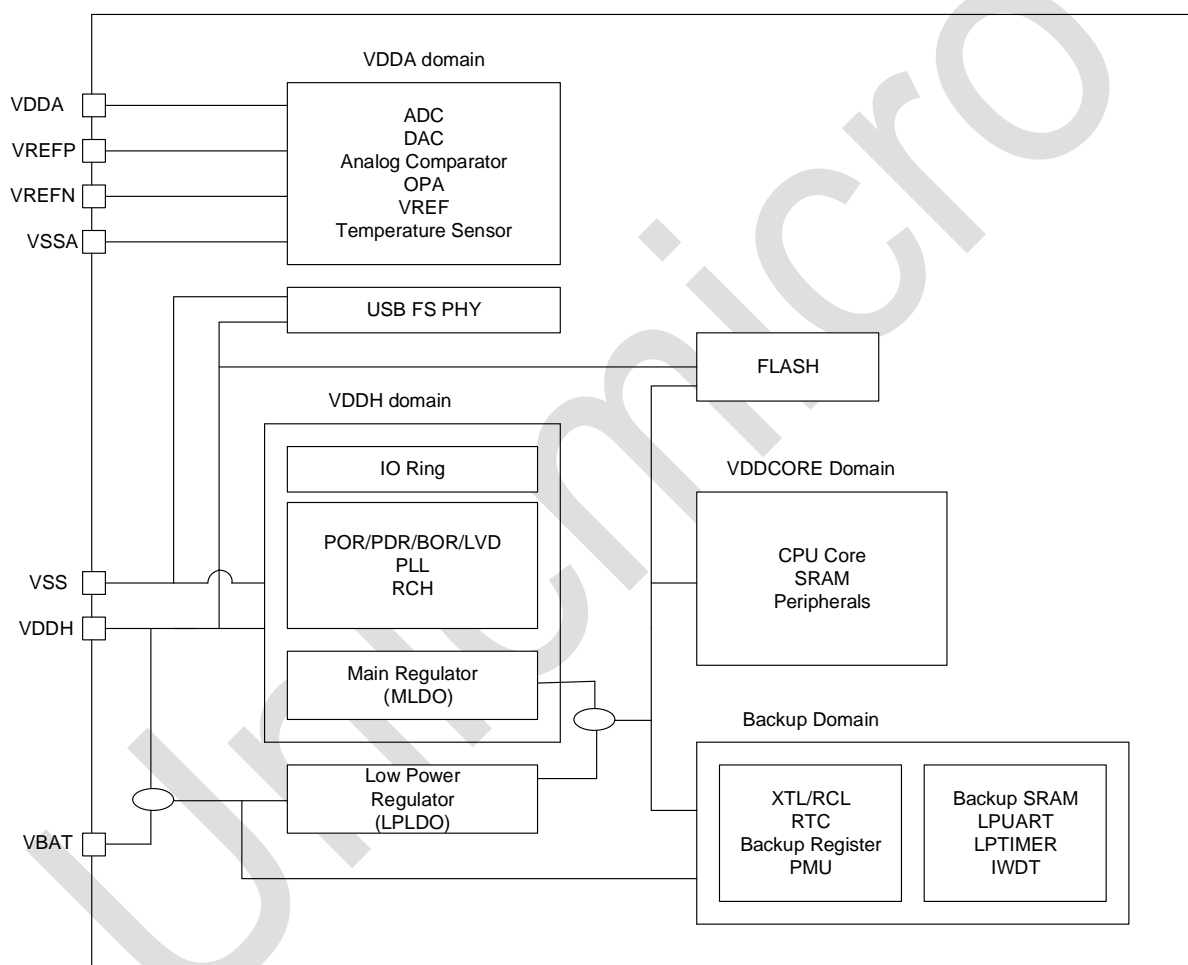 VDDA domain
VDDA
VREFP
VREFN
VSSA
ADC
DAC
Analog Comparator
OPA
VREF
Temperature Sensor
USB FS PHY
FLASH
VDDH domain
IO Ring
POR/PDR/BOR/LVD
PLL
RCH
VSS
VDDH
Main Regulator
(MLDO)
VDDCORE Domain
CPU Core
SRAM
Peripherals
Low Power
Regulator
(LPLDO)
VBAT
Backup Domain
XTL/RCL
RTC
Backup Register
PMU
Backup SRAM
LPUART
LPTIMER
IWDT
Unicmicro